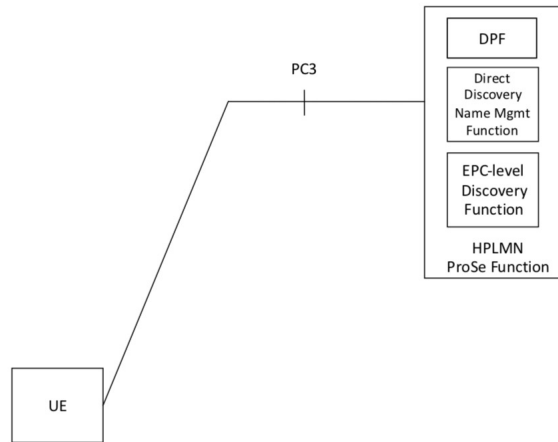 DPF
PC3
Direct
Discovery
Name Mgmt
Function
EPC-level
Discovery
Function
HPLMN
ProSe Function
UE